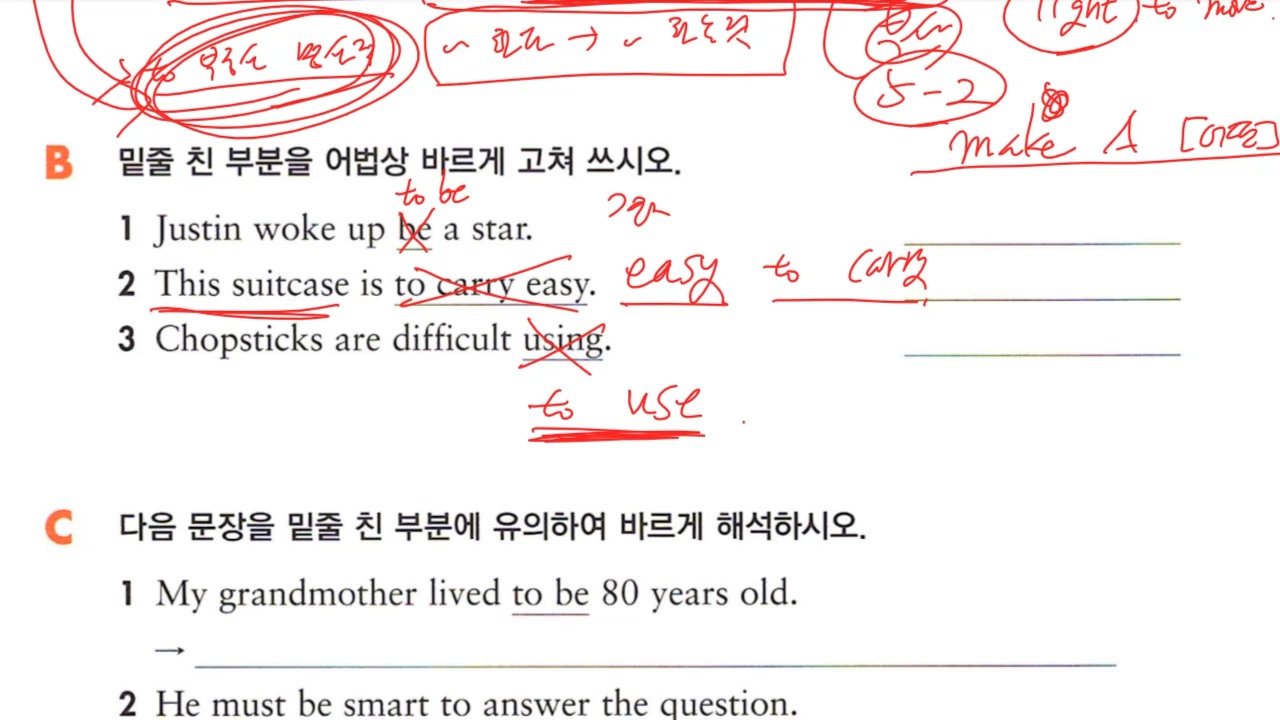 to
5-2
light to move.
make A
B 밑줄 친 부분을 어법상 바르게 고쳐 쓰시오.
to be
1 Justin woke up be a star.
2 This suitcase is to carry easy. easy to carry
3 Chopsticks are difficult using.
to use
C 다음 문장을 밑줄 친 부분에 유의하여 바르게 해석하시오.
1 My grandmother lived to be 80 years old.
→
2 He must be smart to answer the question.